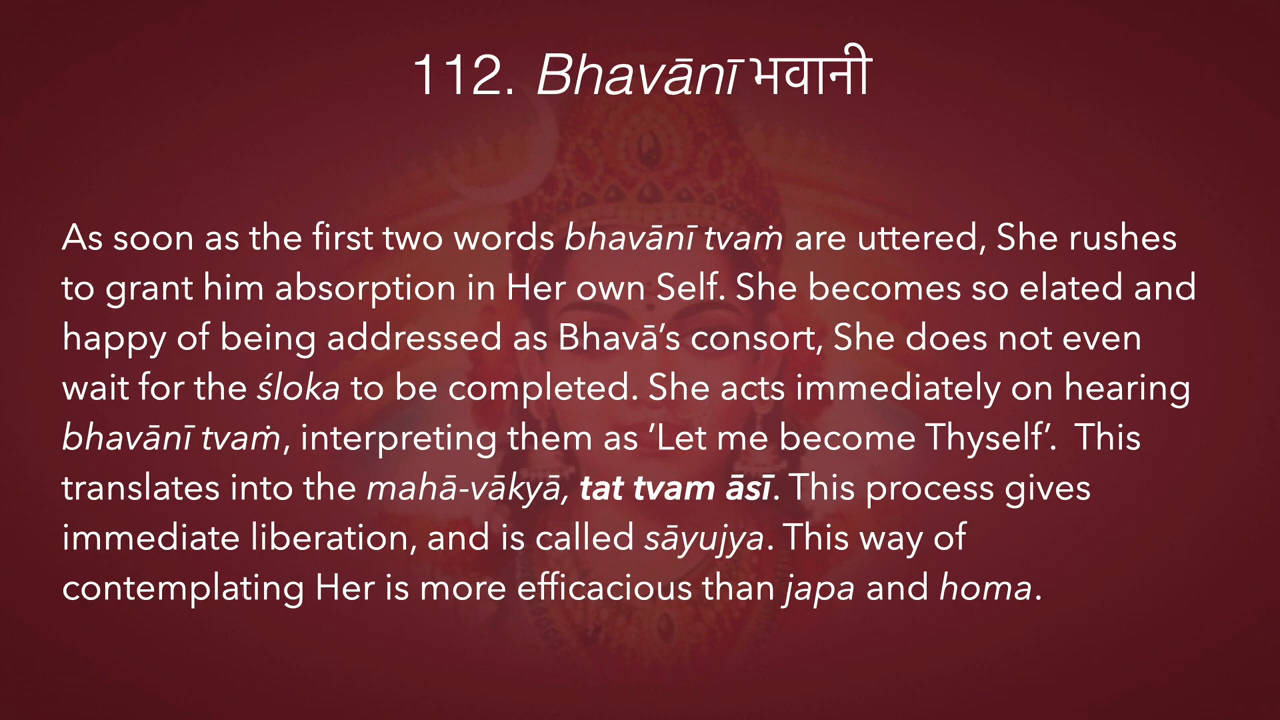 112. Bhavānī भवानी
As soon as the first two words bhavānī tvaṁ are uttered, She rushes
to grant him absorption in Her own Self. She becomes so elated and
happy of being addressed as Bhavā’s consort, She does not even
wait for the śloka to be completed. She acts immediately on hearing
bhavānī tvaṁ, interpreting them as ’Let me become Thyself’.  This
translates into the mahā-vākyā, tat tvam āsī. This process gives
immediate liberation, and is called sāyujya. This way of
contemplating Her is more efficacious than japa and homa.